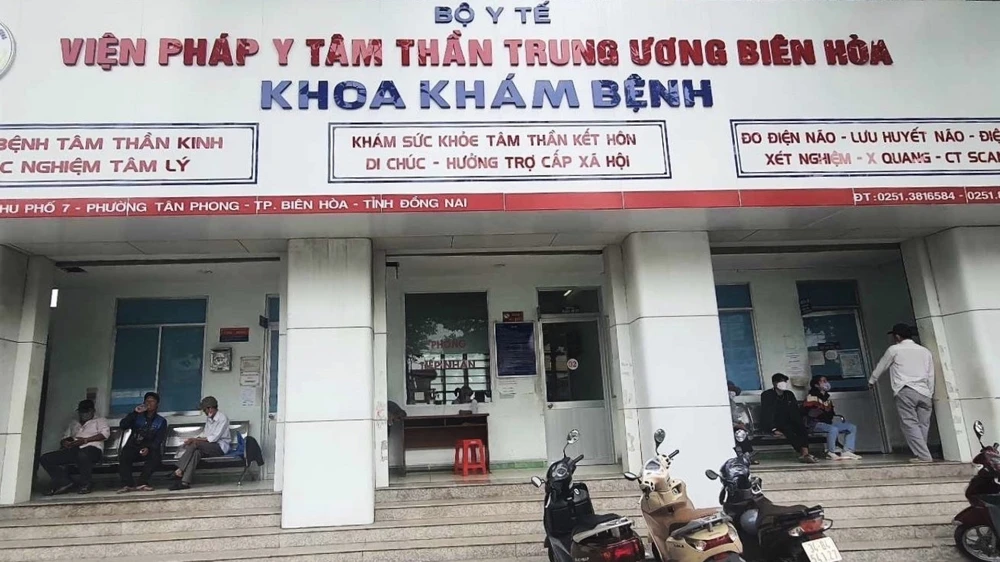 BỘ Y TẾ
VIỆN PHÁP Y TÂM THẦN TRUNG ƯƠNG BIÊN HÒA
KHOA KHÁM BỆNH
BỆNH TÂM THẦN KINH
NGHIỆM TÂM LÝ
KHÁM SỨC KHỎE TÂM THẦN KẾT HÔN
DI CHÚC - HƯỞNG TRỢ CẤP XÃ HỘI
ĐO ĐIỆN NÃO - LƯU HUYẾT NÃO - ĐIỆ
XÉT NGHIỆM - X QUANG - CT SCAN
HU PHỐ 7 - PHƯỜNG TÂN PHONG - TP. BIÊN HÒA - TỈNH ĐỒNG NAI
ĐT: 0251.3816584 - 0251.
PHÒNG
TIẾP NHẬN